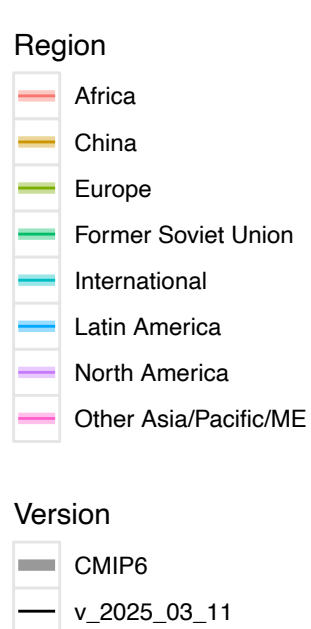 Region
Africa
China
Europe
Former Soviet Union
International
Latin America
North America
Other Asia/Pacific/ME
Version
CMIP6
v_2025_03_11